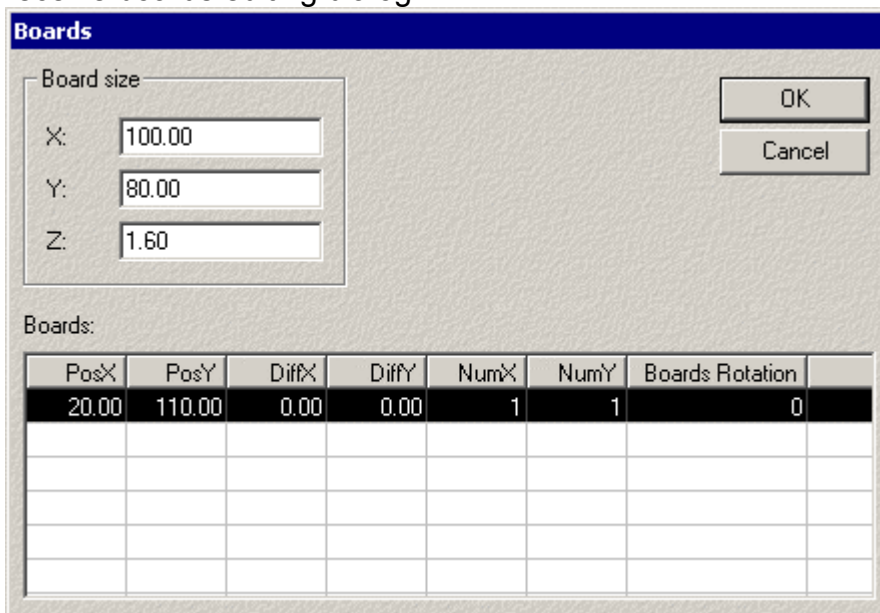 Boards
Board size
X: 100.00
Y: 80.00
Z: 1.60
OK
Cancel
Boards:
PosX PosY DiffX DiffY NumX NumY Boards Rotation
20.00 110.00 0.00 0.00 1 1 0